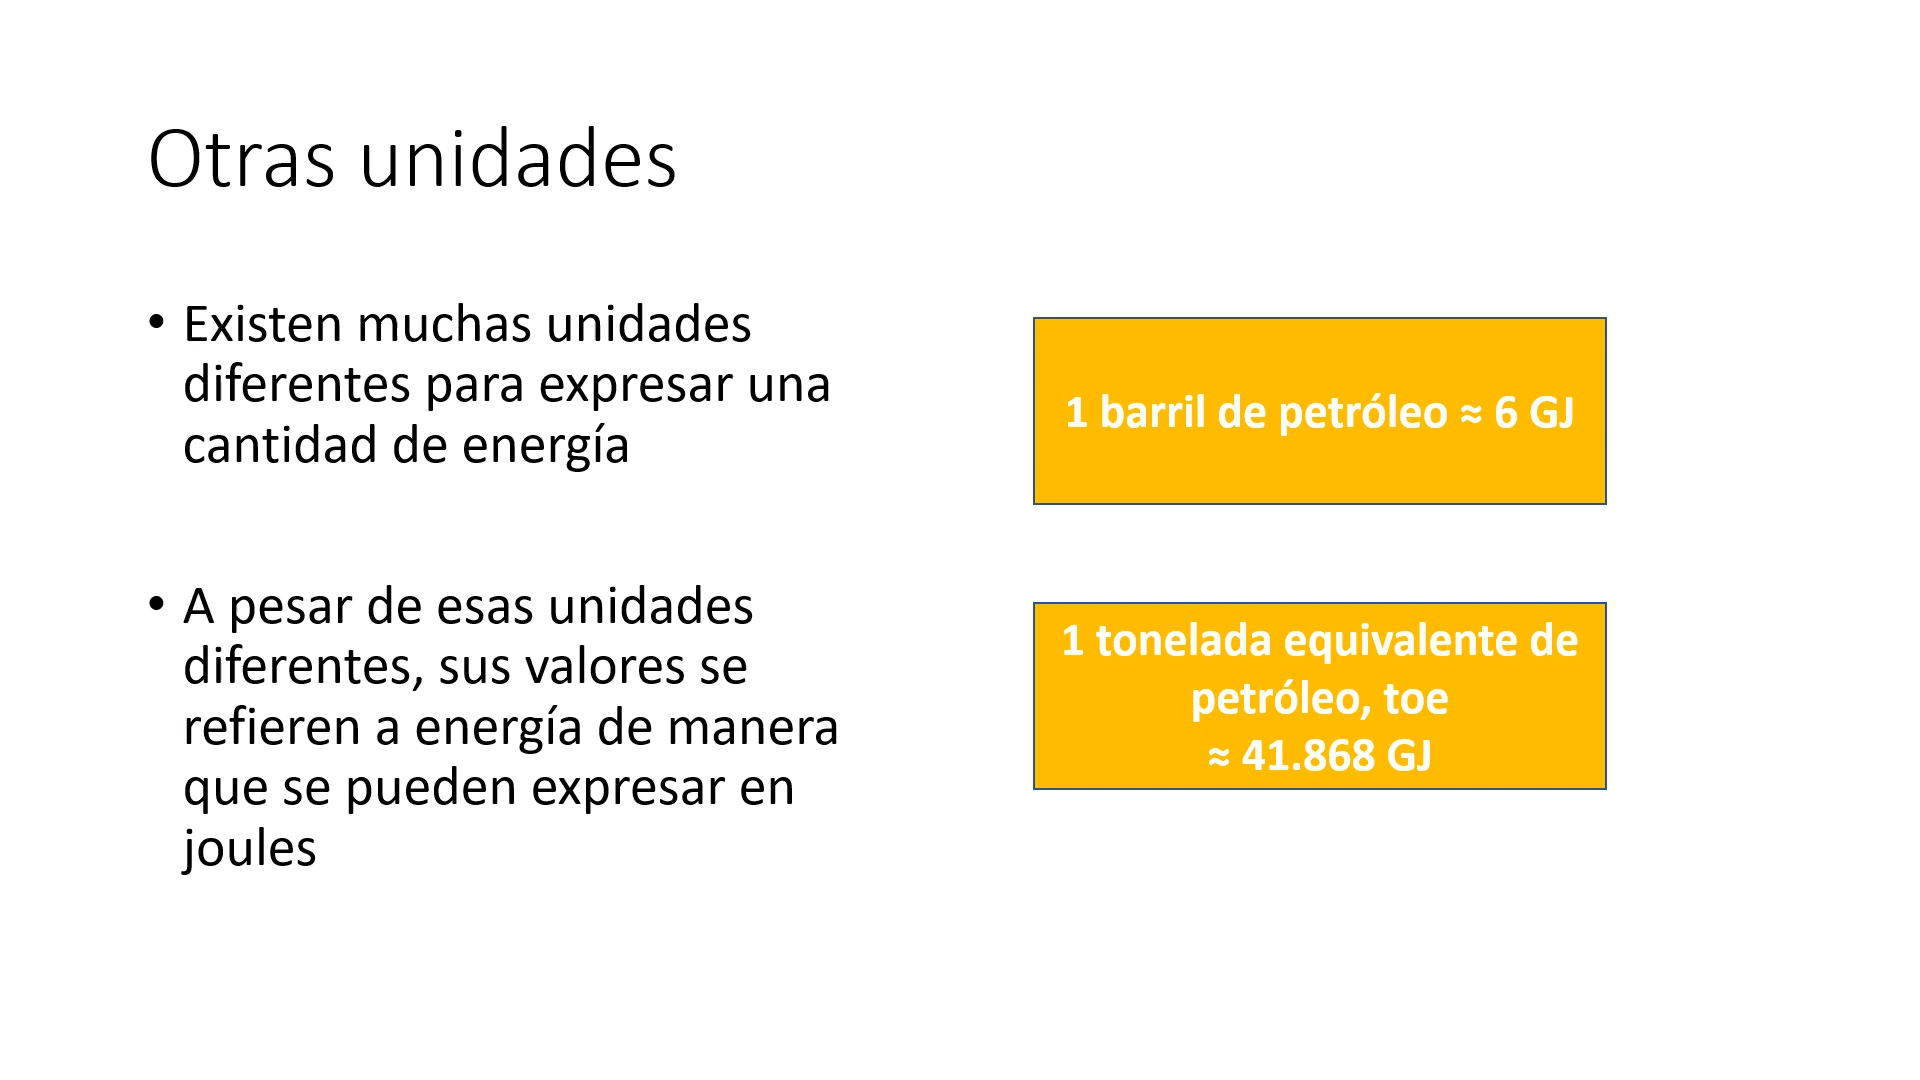 Otras unidades
• Existen muchas unidades
diferentes para expresar una
cantidad de energía
• A pesar de esas unidades
diferentes, sus valores se
refieren a energía de manera
que se pueden expresar en
joules
1 barril de petróleo ≈ 6 GJ
1 tonelada equivalente de
petróleo, toe
≈ 41.868 GJ